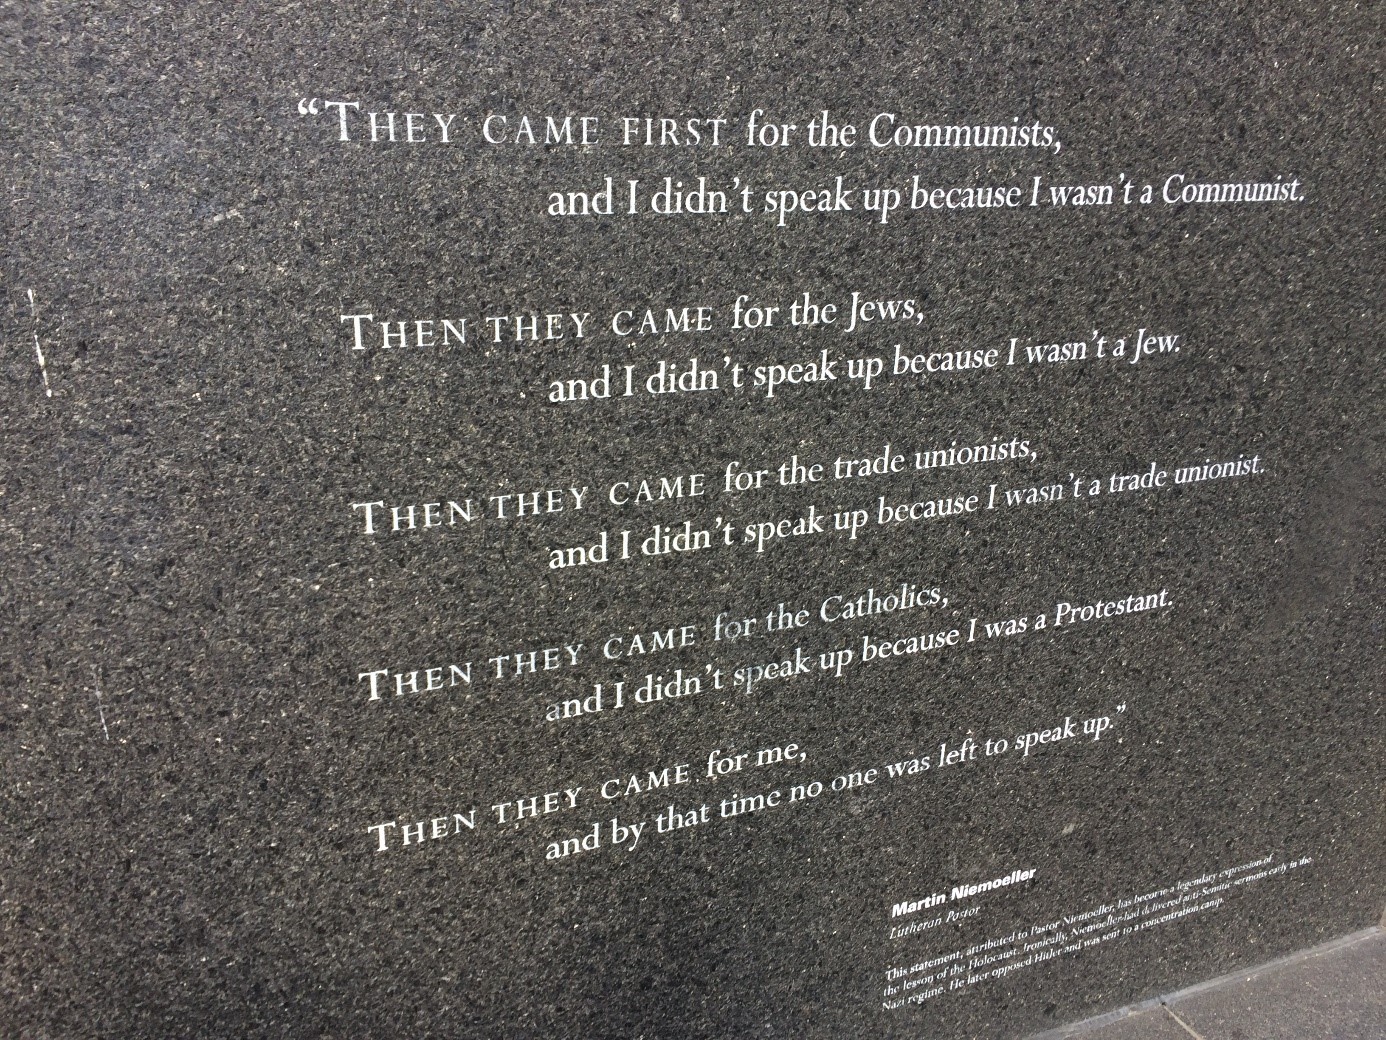 “THEY CAME FIRST for the Communists,
and I didn’t speak up because I wasn’t a Communist.
THEN THEY CAME for the Jews,
and I didn’t speak up because I wasn’t a Jew.
THEN THEY CAME for the trade unionists,
and I didn’t speak up because I wasn’t a trade unionist.
THEN THEY CAME for the Catholics,
and I didn’t speak up because I was a Protestant.
THEN THEY CAME for me,
and by that time no one was left to speak up.”
Martin Niemoeller
Lutheran Pastor
This statement, attributed to Pastor Niemoeller, has become a legendary expression of
the lesson of the Holocaust. Ironically, Niemoeller had delivered anti-Semitic sermons early in the
Nazi regime. He later opposed Hitler and was sent to a concentration camp.